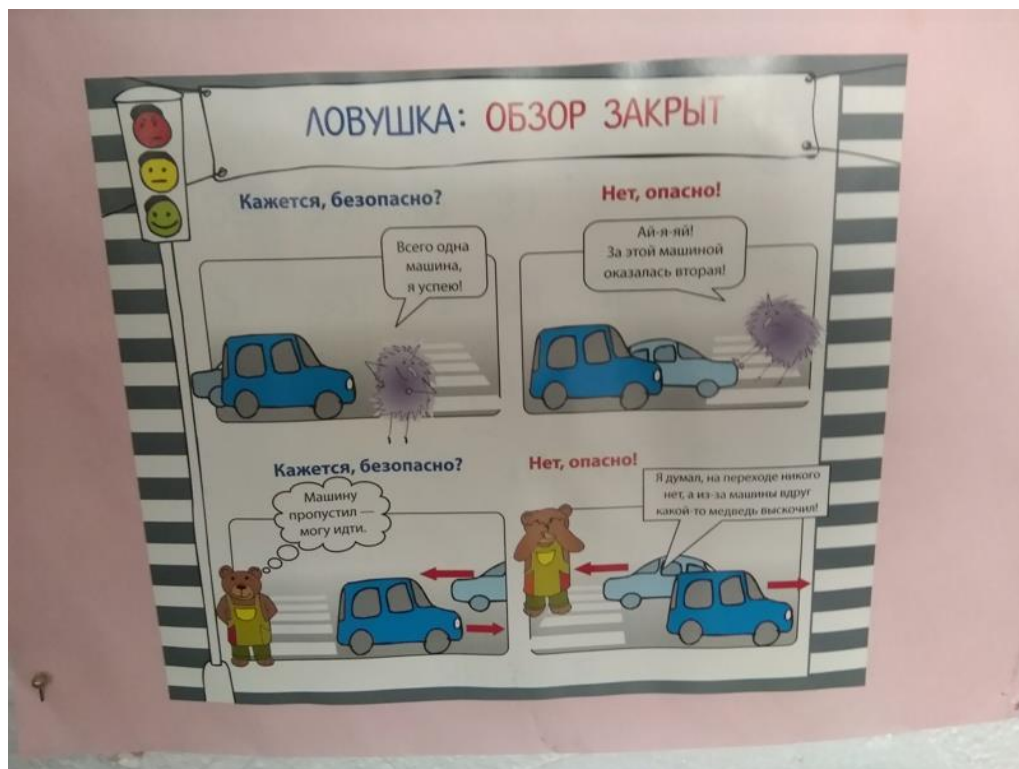 ЛОВУШКА: ОБЗОР ЗАКРЫТ
Кажется, безопасно?
Всего одна
машина,
я успею!
Нет, опасно!
Ай-я-яй!
За этой машиной
оказалась вторая!
Кажется, безопасно?
Машину
пропустил —
могу идти.
Нет, опасно!
Я думал, на переходе никого
нет, а из-за машины вдруг
какой-то медведь выскочил!